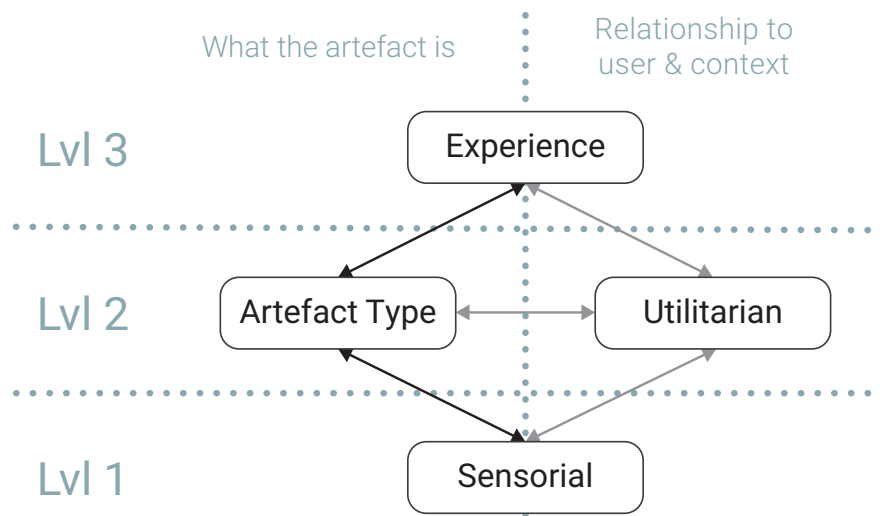 What the artefact is
Relationship to
user & context
Lvl 3
Experience
Lvl 2
Artefact Type
Utilitarian
Lvl 1
Sensorial